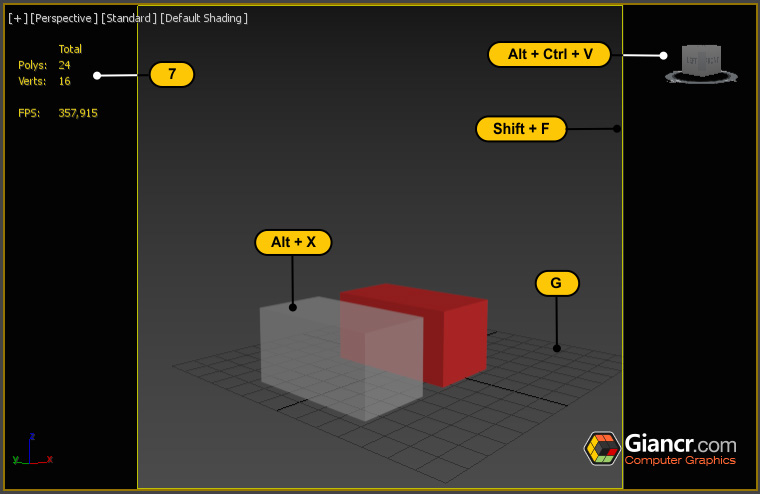 [+] [Perspective] [Standard] [Default Shading]
Total
Polys: 24
Verts: 16
FPS: 357,915
7
Alt + Ctrl + V
Shift + F
Alt + X
G
z
y
x
Giancr.com
Computer Graphics